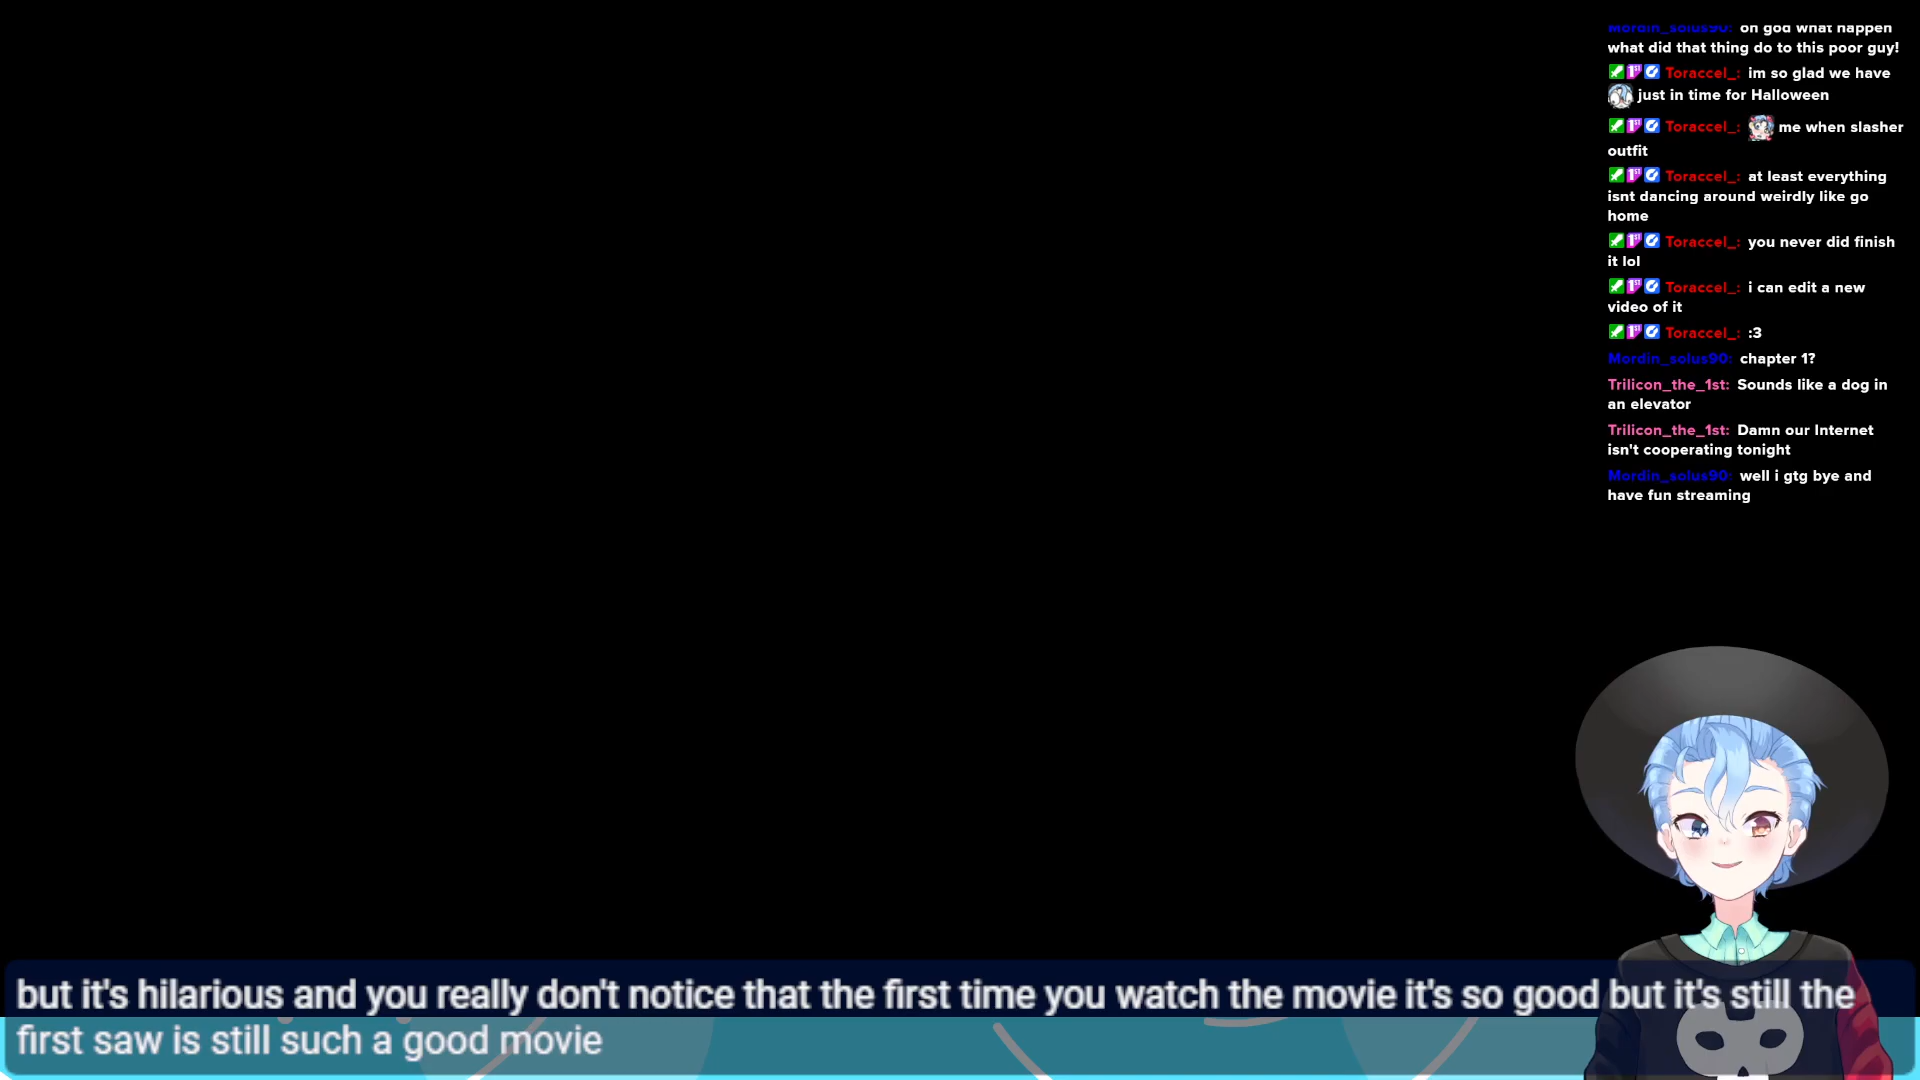 Mordin_solus90: oh god what happen
what did that thing do to this poor guy!
Toraccel_: im so glad we have
just in time for Halloween
Toraccel_: me when slasher
outfit
Toraccel_: at least everything
isnt dancing around weirdly like go
home
Toraccel_: you never did finish
it lol
Toraccel_: i can edit a new
video of it
Toraccel_: :3
Mordin_solus90: chapter 1?
Trilicon_the_1st: Sounds like a dog in
an elevator
Trilicon_the_1st: Damn our Internet
isn't cooperating tonight
Mordin_solus90: well i gtg bye and
have fun streaming
but it's hilarious and you really don't notice that the first time you watch the movie it's so good but it's still the
first saw is still such a good movie